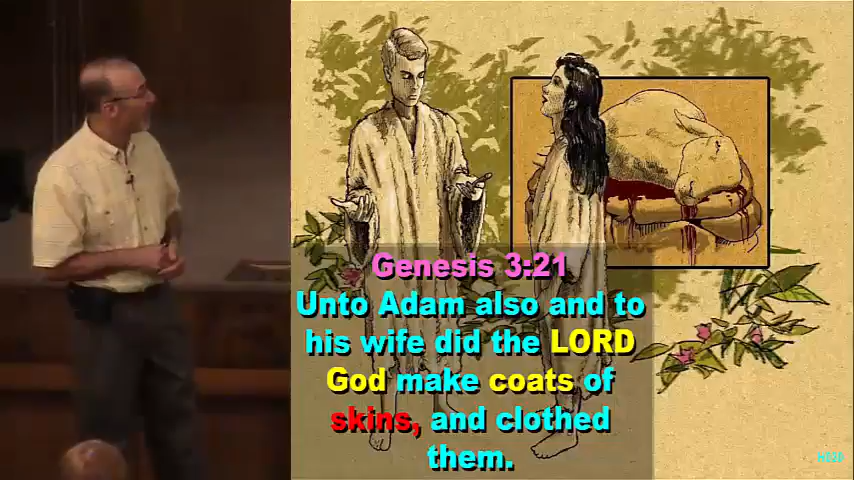 Genesis 3:21
Unto Adam also and to
his wife did the LORD
God make coats of
skins, and clothed
them.